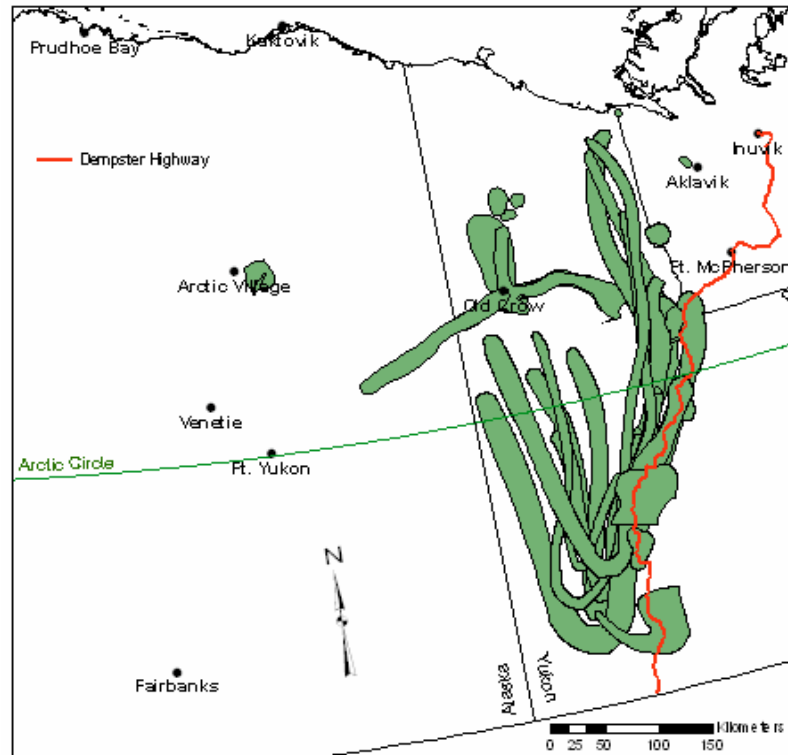 Prudhoe Bay
Kaktovik
Dempster Highway
Inuvik
Aklavik
Arctic Village
Old Crow
Ft. McPherson
Venetie
Arctic Circle
Ft. Yukon
N
Fairbanks
Alaska
Yukon
Kilometers
0 25 50 100 150